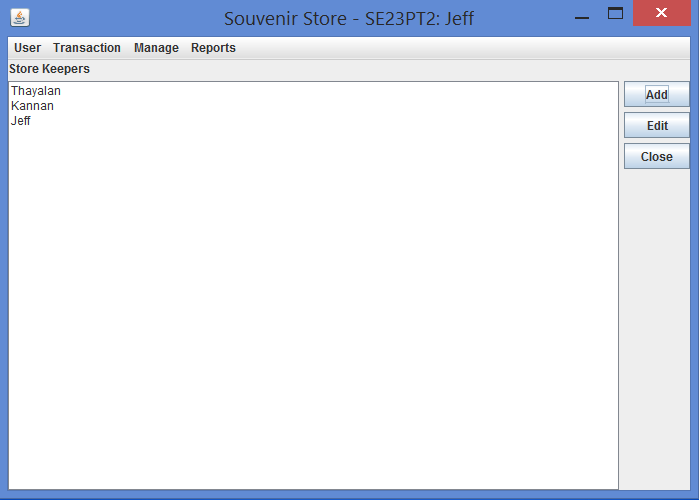 Souvenir Store - SE23PT2: Jeff
User Transaction Manage Reports
Store Keepers
Thayalan
Kannan
Jeff
Add
Edit
Close